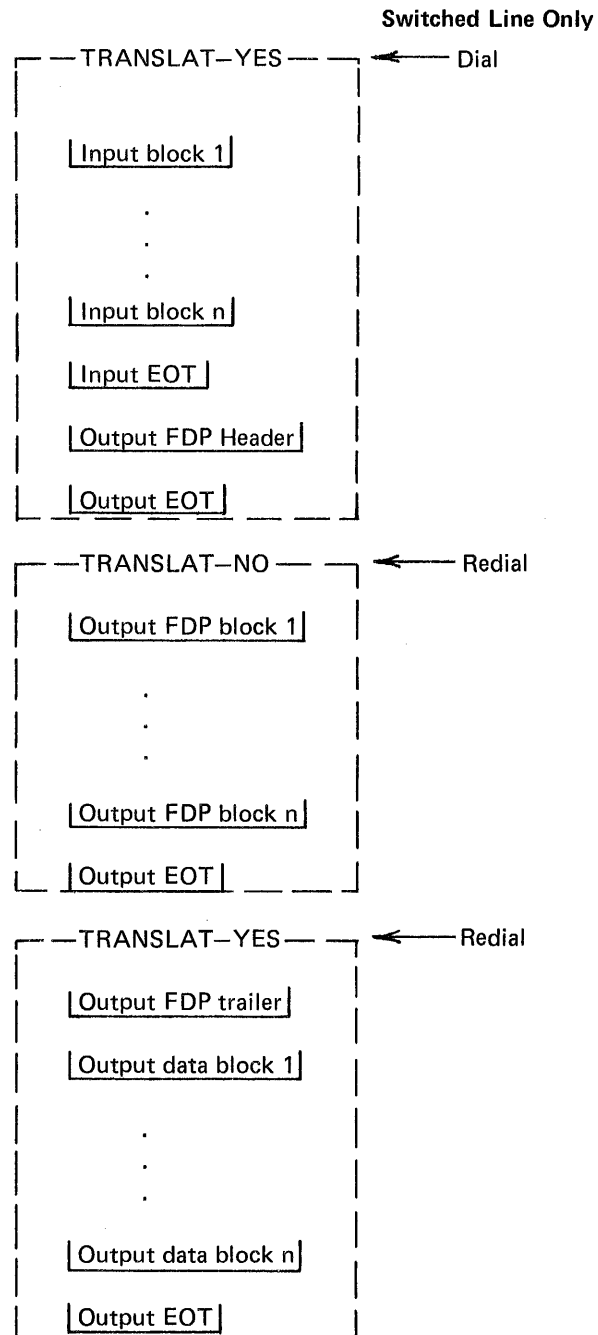 Switched Line Only
TRANSLAT–YES
Dial
Input block 1
.
.
.
Input block n
Input EOT
Output FDP Header
Output EOT
TRANSLAT–NO
Redial
Output FDP block 1
.
.
.
Output FDP block n
Output EOT
TRANSLAT–YES
Redial
Output FDP trailer
Output data block 1
.
.
.
Output data block n
Output EOT